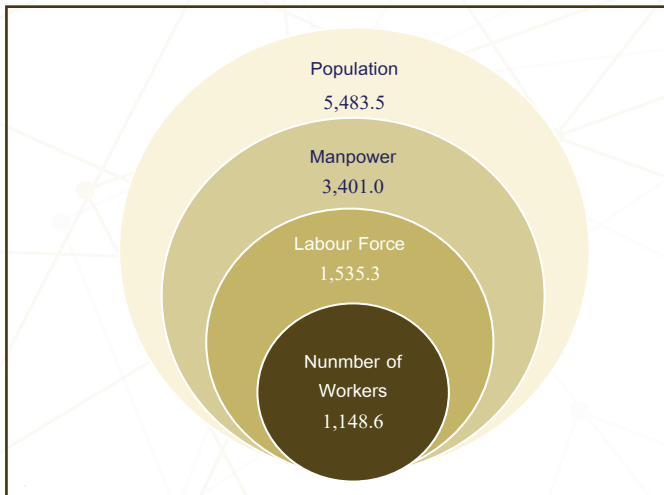 Population
5,483.5
Manpower
3,401.0
Labour Force
1,535.3
Nunmber of
Workers
1,148.6